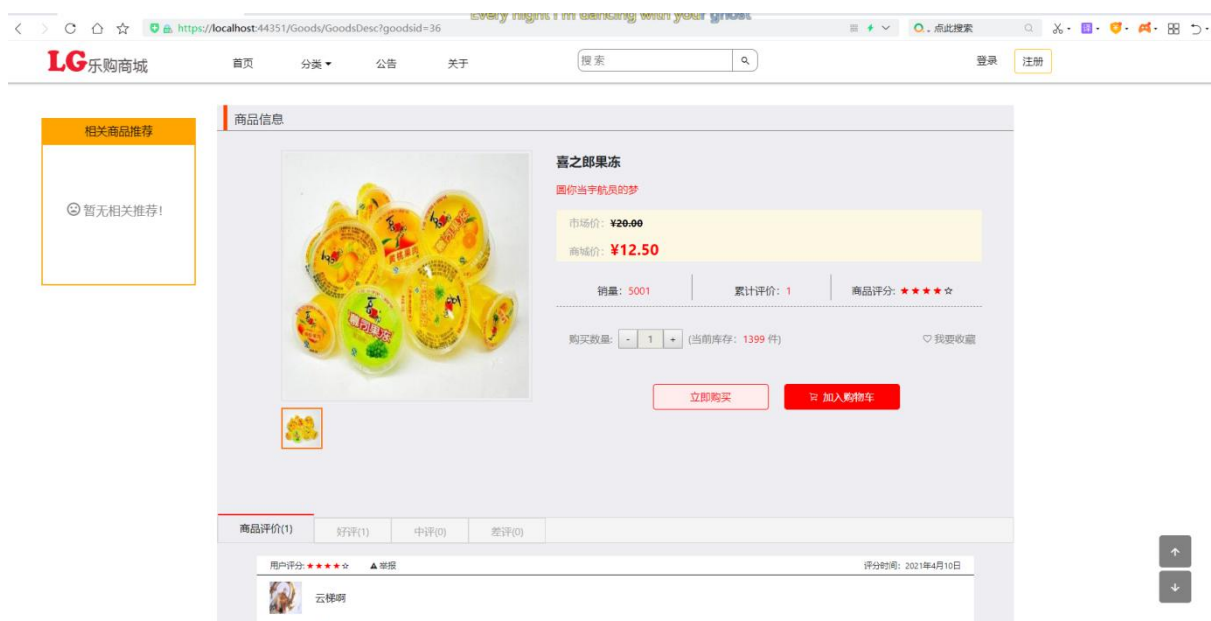 Every night I'm dancing with your ghost
https://localhost:44351/Goods/GoodsDesc?goodsid=36
点此搜索
LG乐购商城 首页 分类 公告 关于 搜索 登录 注册
相关商品推荐
暂无相关推荐!
商品信息
喜之郎果冻
圆你当宇航员的梦
市场价: ¥20.00
商城价: ¥12.50
销量: 5001 累计评价: 1 商品评分: ★★★★☆
购买数量: - 1 + (当前库存: 1399 件) ♡我要收藏
立即购买 加入购物车
商品评价(1) 好评(1) 中评(0) 差评(0)
用户评分: ★★★★☆ 举报 评分时间: 2021年4月10日
云梯啊